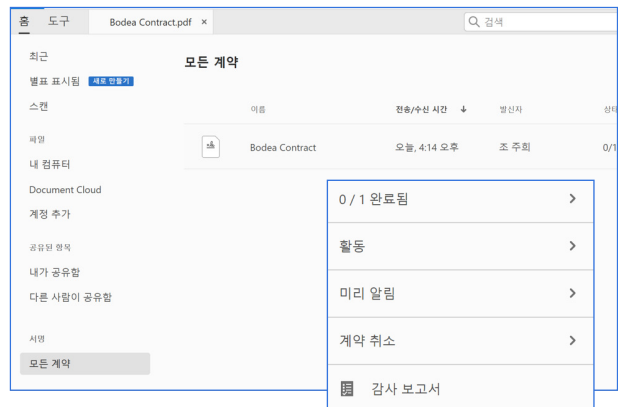 홈 도구 Bodea Contract.pdf ×
검색
최근
별표 표시됨 새로 만들기
스캔
파일
내 컴퓨터
Document Cloud
계정 추가
공유된 항목
내가 공유함
다른 사람이 공유함
서명
모든 계약
모든 계약
이름 전송/수신 시간 ↓ 발신자 상태
Bodea Contract 오늘, 4:14 오후 조 주희 0/1
0 / 1 완료됨
활동
미리 알림
계약 취소
감사 보고서